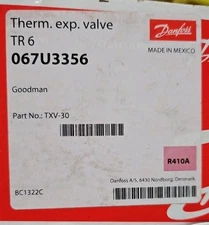 Therm. exp. valve
TR 6
067U3356
Danfoss
MADE IN MEXICO
Goodman
Part No.: TXV-30
R410A
Danfoss A/S, 6430 Nordborg, Denmark
BC1322C